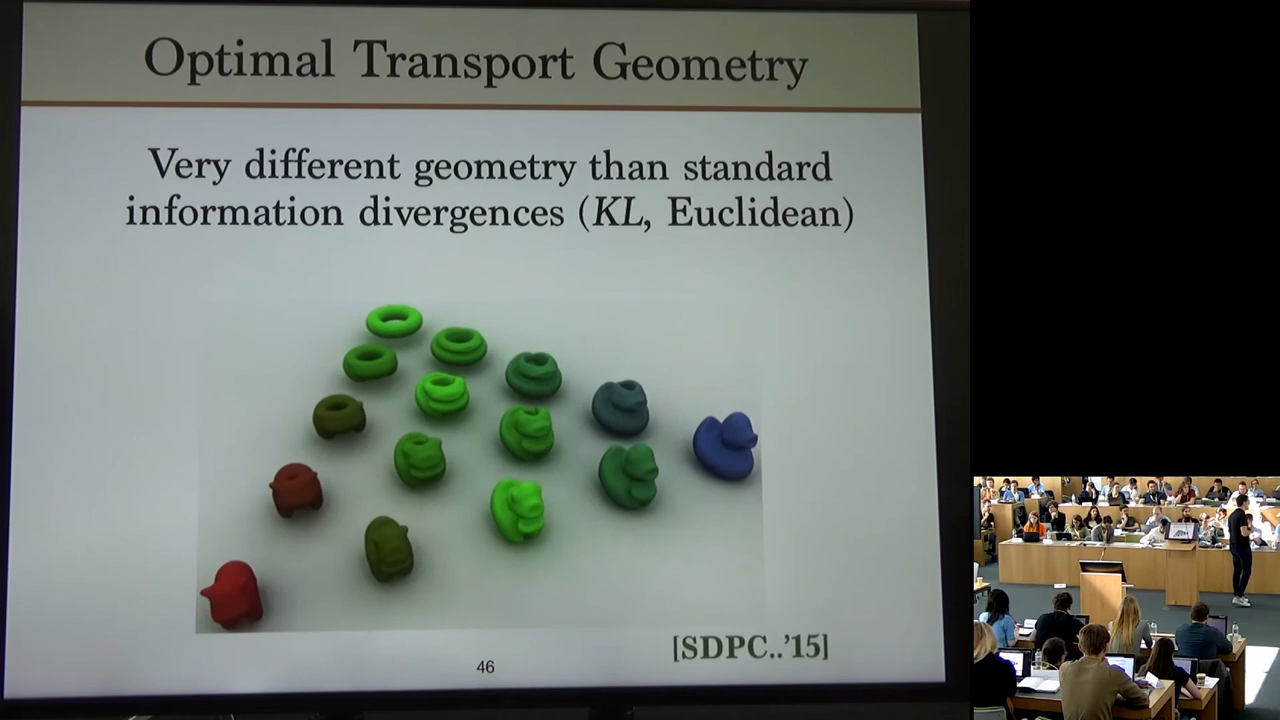 Optimal Transport Geometry
Very different geometry than standard
information divergences (KL, Euclidean)
[SDPC..'15]
46